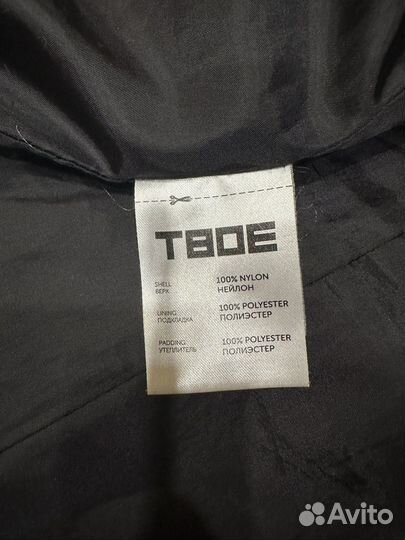 ТВОЕ
SHELL 100% NYLON
ВЕРХ НЕЙЛОН
LINING 100% POLYESTER
ПОДКЛАДКА ПОЛИЭСТЕР
PADDING 100% POLYESTER
УТЕПЛИТЕЛЬ ПОЛИЭСТЕР
Avito